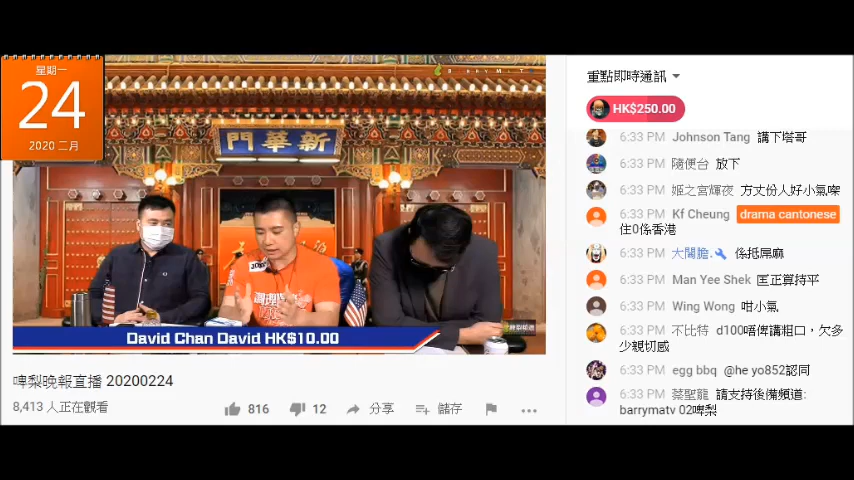 星期一
24
2020 二月
門華新
David Chan David HK$10.00
啤梨晚報直播 20200224
8,413 人正在觀看
816
12
分享
儲存
重點即時通訊
HK$250.00
6:33 PM Johnson Tang 講下塔哥
6:33 PM 隨便台 放下
6:33 PM 姬之宮輝夜 方丈份人好小氣㗎
6:33 PM Kf Cheung drama cantonese
住0係香港
6:33 PM 大闊膽. 係抵屌麻
6:33 PM Man Yee Shek 匡正買持平
6:33 PM Wing Wong 咁小氣
6:33 PM 不比特 d100唔俾講粗口，欠多
少親切感
6:33 PM egg bbq @he yo852認同
6:33 PM 蔡聖龍 請支持後備頻道:
barrymatv 02啤梨